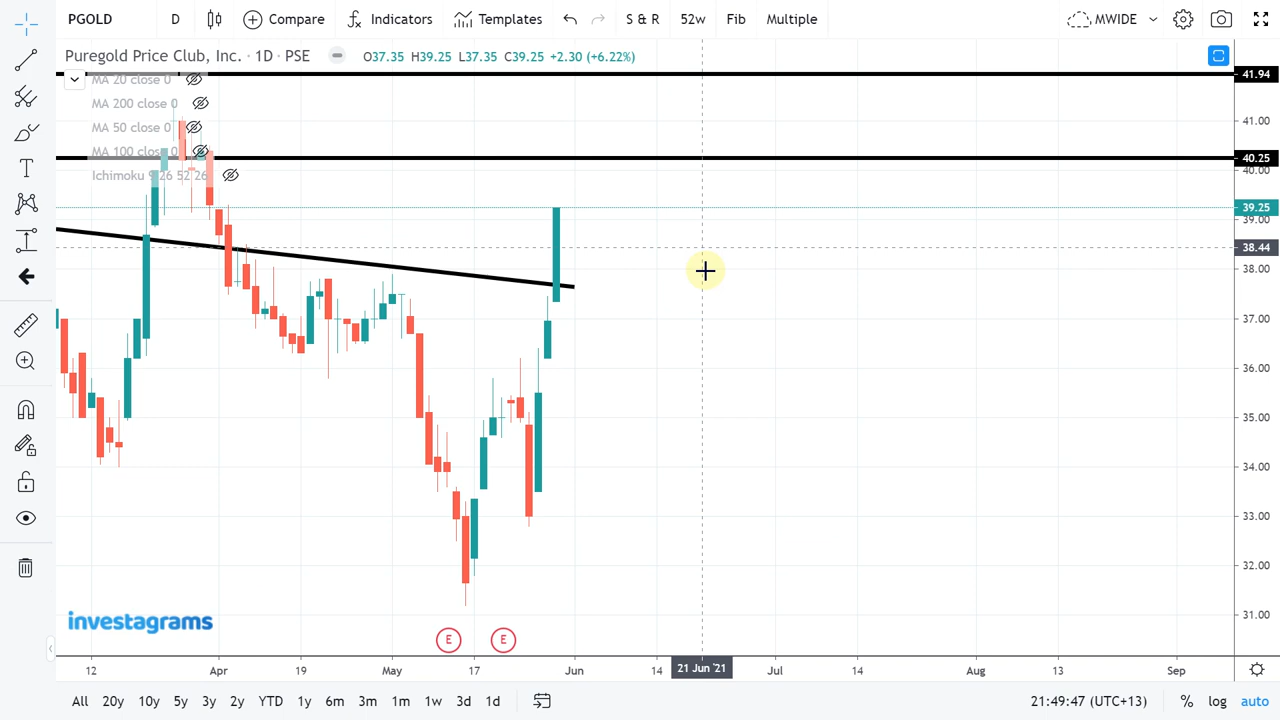 PGOLD D Compare Indicators Templates S & R 52w Fib Multiple MWIDE
Puregold Price Club, Inc. · 1D · PSE O37.35 H39.25 L37.35 C39.25 +2.30 (+6.22%)
MA 20 close 0
MA 200 close 0
MA 50 close 0
MA 100 close 0
Ichimoku 9 26 52 26
41.94
41.00
40.25
40.00
39.25
39.00
38.44
38.00
37.00
36.00
35.00
34.00
33.00
32.00
31.00
investagrams
E E
12 Apr 19 May 17 Jun 14 21 Jun '21 Jul 14 Aug 13 Sep
All 20y 10y 5y YTD 3y 2y 1y 6m 3m 1m 1w 3d 1d 21:49:47 (UTC+13) % log auto